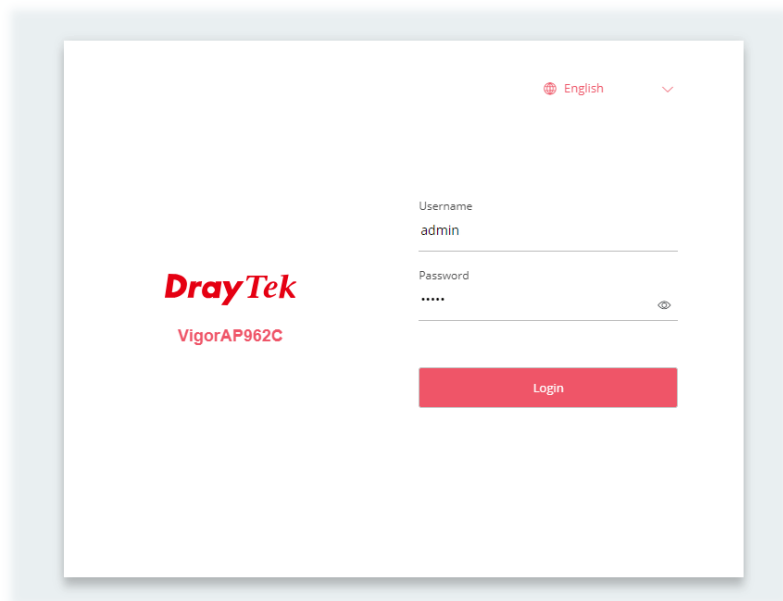 English
Username
admin
Password
•••••
DrayTek
VigorAP962C
Login